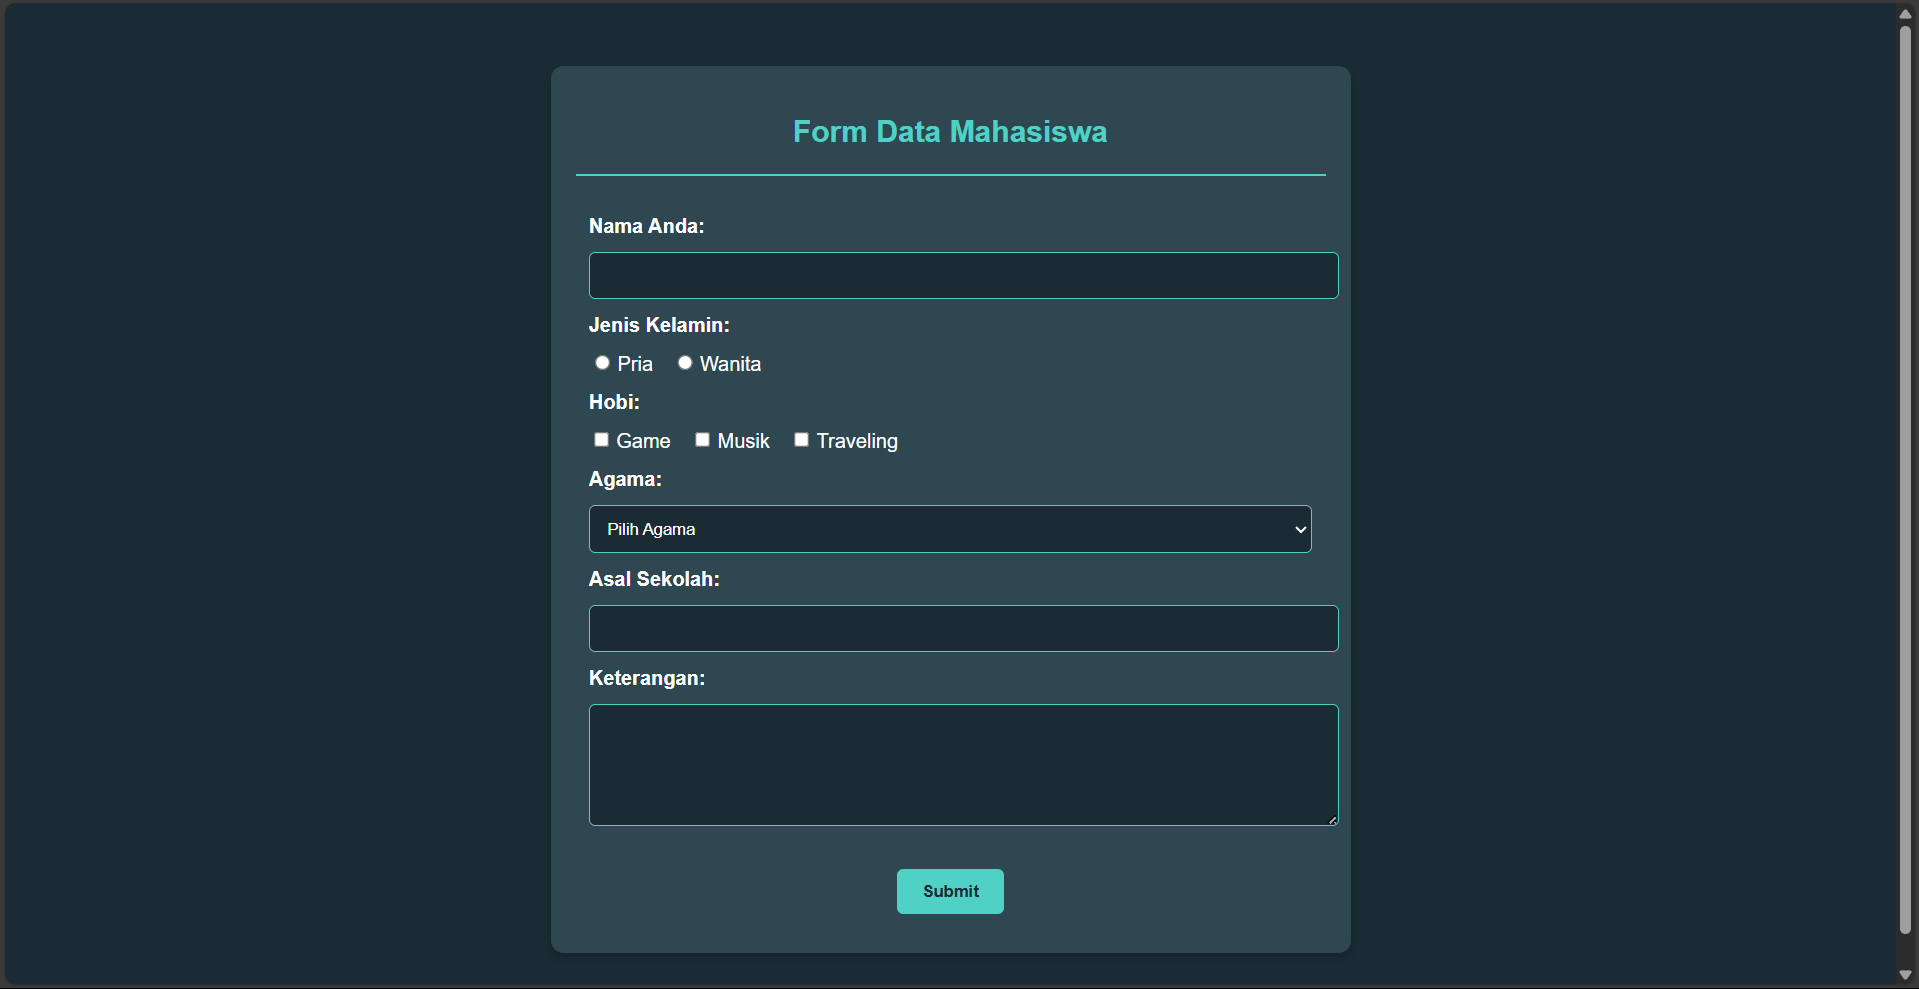 Form Data Mahasiswa
Nama Anda:
Jenis Kelamin:
Pria Wanita
Hobi:
Game Musik Traveling
Agama:
Pilih Agama
Asal Sekolah:
Keterangan:
Submit